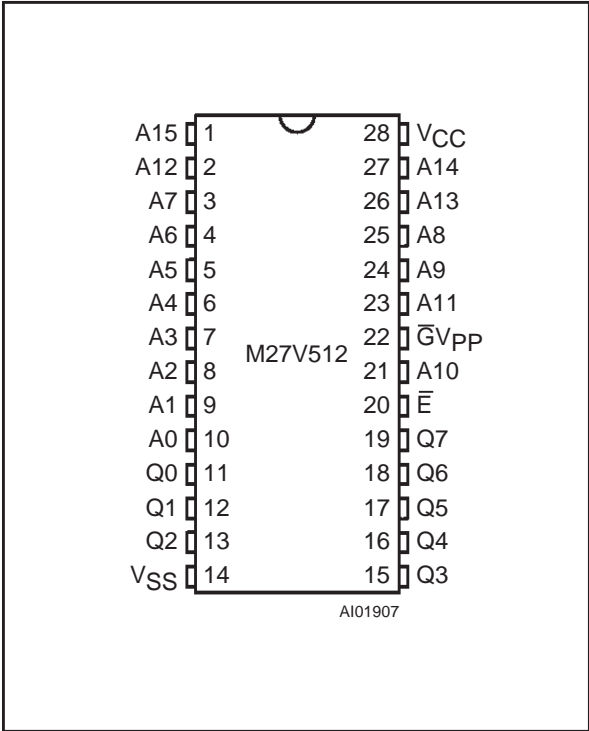 A15 1 28 VCC
A12 2 27 A14
A7 3 26 A13
A6 4 25 A8
A5 5 24 A9
A4 6 23 A11
A3 7 22 G̅VPP
M27V512
A2 8 21 A10
A1 9 20 E̅
A0 10 19 Q7
Q0 11 18 Q6
Q1 12 17 Q5
Q2 13 16 Q4
VSS 14 15 Q3
AI01907